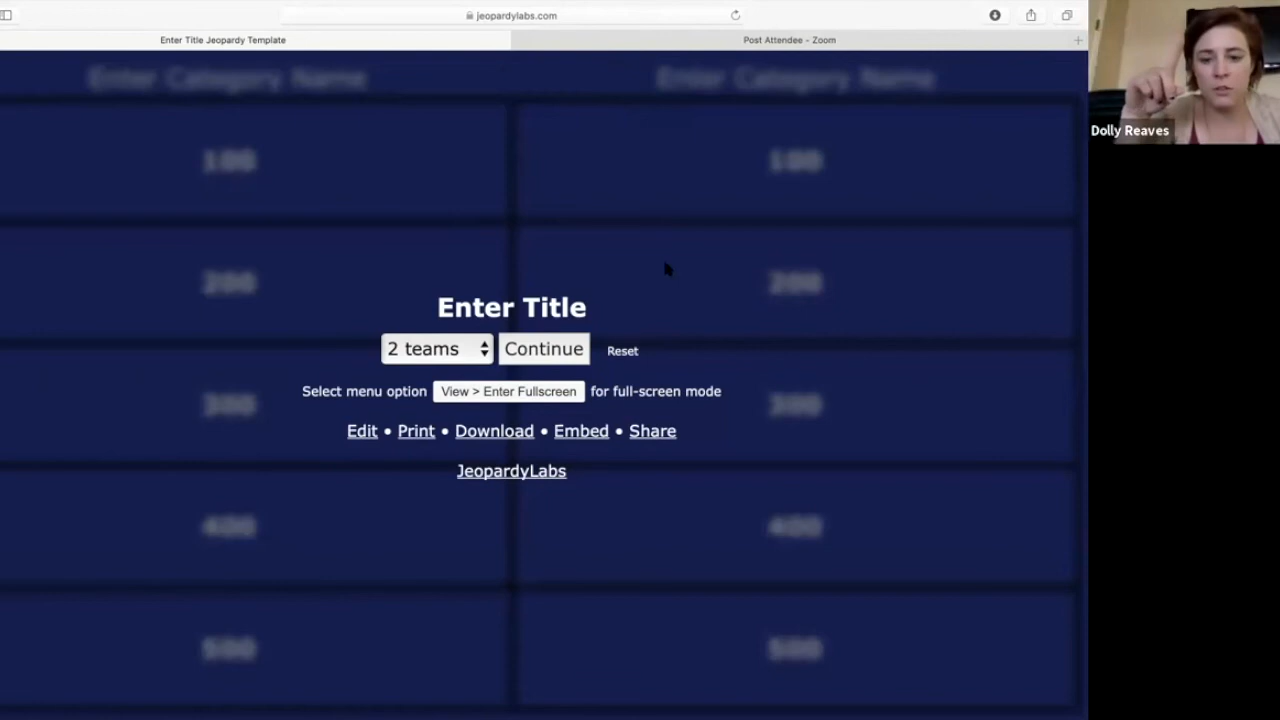 jeopardylabs.com
Enter Title Jeopardy Template
Post Attendee - Zoom
Enter Category Name Enter Category Name
100 100
200 200
Enter Title
2 teams Continue Reset
Select menu option View > Enter Fullscreen for full-screen mode
300 300
Edit • Print • Download • Embed • Share
JeopardyLabs
400 400
500 500
Dolly Reaves